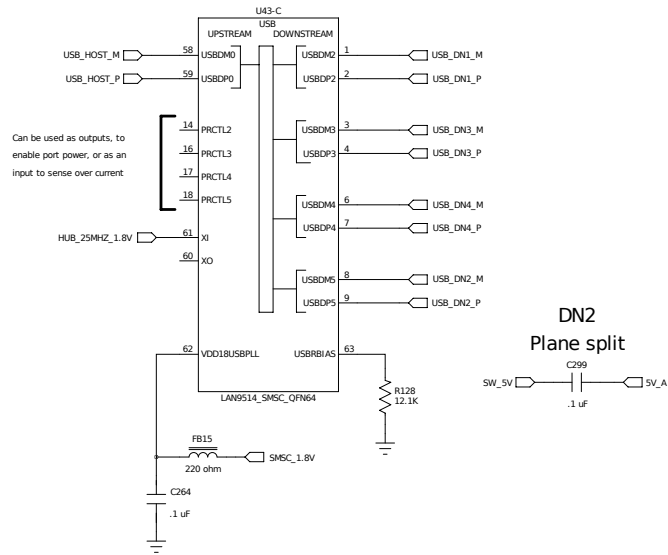 U43-C
USB
UPSTREAM DOWNSTREAM
USB_HOST_M 58 USBDM0 USBDM2 1 USB_DN1_M
USB_HOST_P 59 USBDP0 USBDP2 2 USB_DN1_P
14 PRCTL2 USBDM3 3 USB_DN3_M
16 PRCTL3 USBDP3 4 USB_DN3_P
17 PRCTL4
18 PRCTL5
Can be used as outputs, to
enable port power, or as an
input to sense over current
USBDM4 6 USB_DN4_M
USBDP4 7 USB_DN4_P
HUB_25MHZ_1.8V 61 XI
60 XO
USBDM5 8 USB_DN2_M
USBDP5 9 USB_DN2_P
62 VDD18USBPLL USBRBIAS 63
LAN9514_SMSC_QFN64
R128
12.1K
FB15
220 ohm
SMSC_1.8V
C264
.1 uF
DN2
Plane split
C299
SW_5V 5V_A
.1 uF